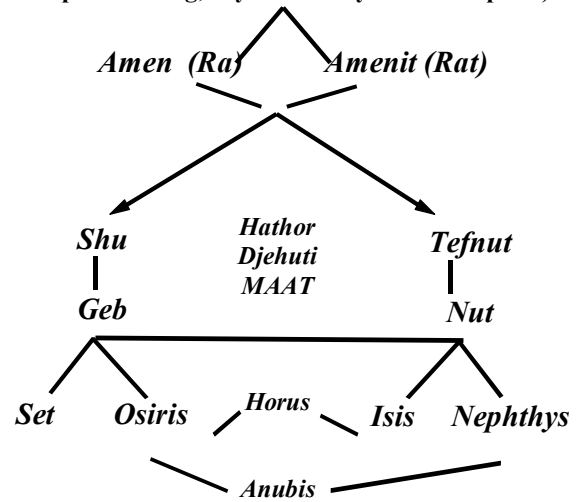 Amen (Ra) Amenit (Rat)
Shu Hathor Tefnut
Djehuti
MAAT
Geb Nut
Set Osiris Horus Isis Nephthys
Anubis